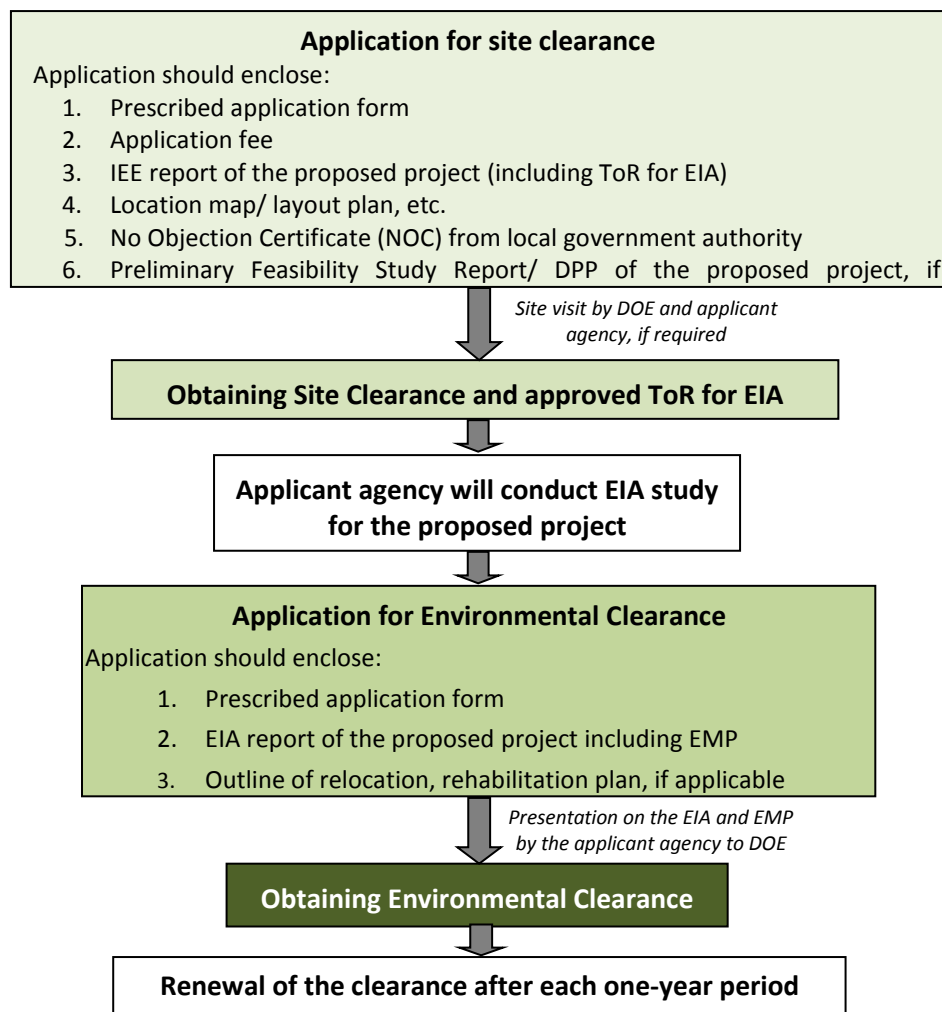 Application for site clearance
Application should enclose:
1. Prescribed application form
2. Application fee
3. IEE report of the proposed project (including ToR for EIA)
4. Location map/ layout plan, etc.
5. No Objection Certificate (NOC) from local government authority
6. Preliminary Feasibility Study Report/ DPP of the proposed project, if
Site visit by DOE and applicant
agency, if required
Obtaining Site Clearance and approved ToR for EIA
Applicant agency will conduct EIA study
for the proposed project
Application for Environmental Clearance
Application should enclose:
1. Prescribed application form
2. EIA report of the proposed project including EMP
3. Outline of relocation, rehabilitation plan, if applicable
Presentation on the EIA and EMP
by the applicant agency to DOE
Obtaining Environmental Clearance
Renewal of the clearance after each one-year period